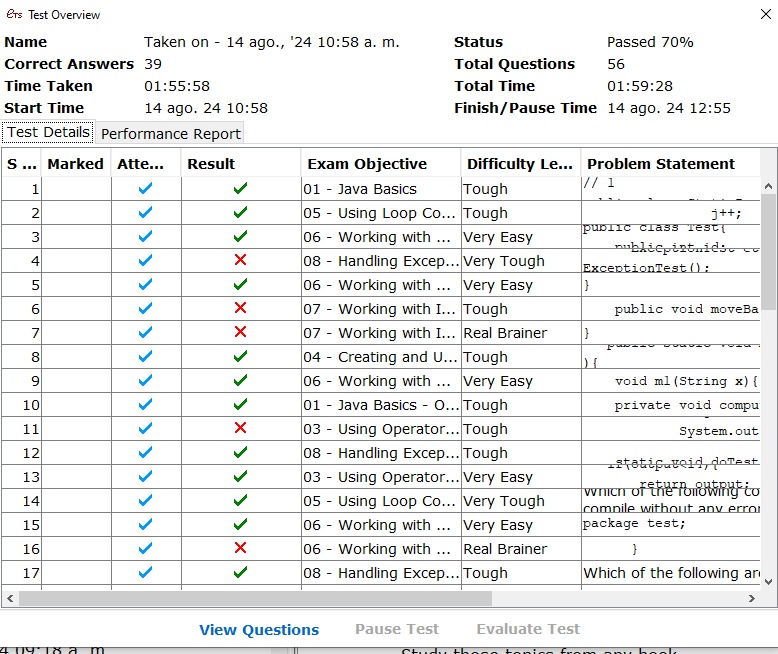 ETS Test Overview
Name Taken on - 14 ago., '24 10:58 a. m. Status Passed 70%
Correct Answers 39 Total Questions 56
Time Taken 01:55:58 Total Time 01:59:28
Start Time 14 ago. 24 10:58 Finish/Pause Time 14 ago. 24 12:55
Test Details Performance Report
S ... Marked Atte... Result Exam Objective Difficulty Le... Problem Statement
1 01 - Java Basics Tough // 1
2 05 - Using Loop Co... Tough j++;
3 06 - Working with ... Very Easy public class Test{
4 08 - Handling Excep... Very Tough ExceptionTest();
5 06 - Working with ... Very Easy }
6 07 - Working with I... Tough public void moveBa
7 07 - Working with I... Real Brainer }
8 04 - Creating and U... Tough ){
9 06 - Working with ... Very Easy void m1(String x){
10 01 - Java Basics - O... Tough private void compu
11 03 - Using Operator... Tough System.out
12 08 - Handling Excep... Tough
13 03 - Using Operator... Very Easy return output;
14 05 - Using Loop Co... Very Tough Which of the following co
compile without any error
15 06 - Working with ... Very Easy package test;
16 06 - Working with ... Real Brainer }
17 08 - Handling Excep... Tough Which of the following are
View Questions Pause Test Evaluate Test
Study these topics from any book